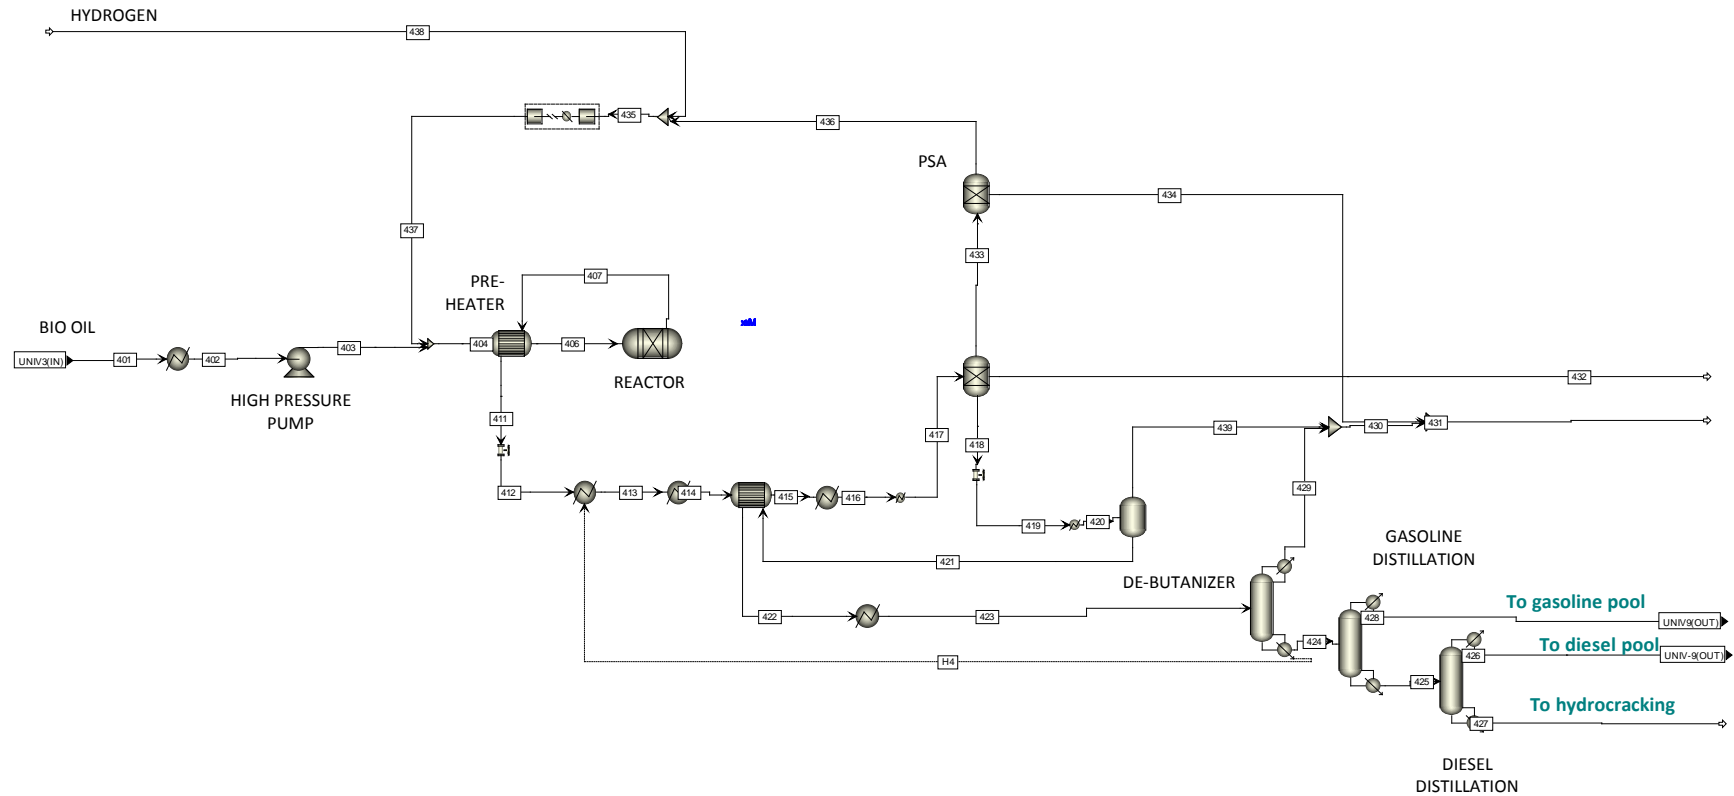 HYDROGEN
438
435
436
PSA
434
437
433
407
PRE-
HEATER
BIO OIL
UNIV3(IN)
401
402
403
404
406
REACTOR
HIGH PRESSURE
PUMP
432
411
417
418
439
430
431
412
413
414
415
416
429
419
420
GASOLINE
DISTILLATION
421
DE-BUTANIZER
422
423
428
To gasoline pool
UNIV9(OUT)
424
To diesel pool
426
UNIV-9(OUT)
H4
425
To hydrocracking
427
DIESEL
DISTILLATION